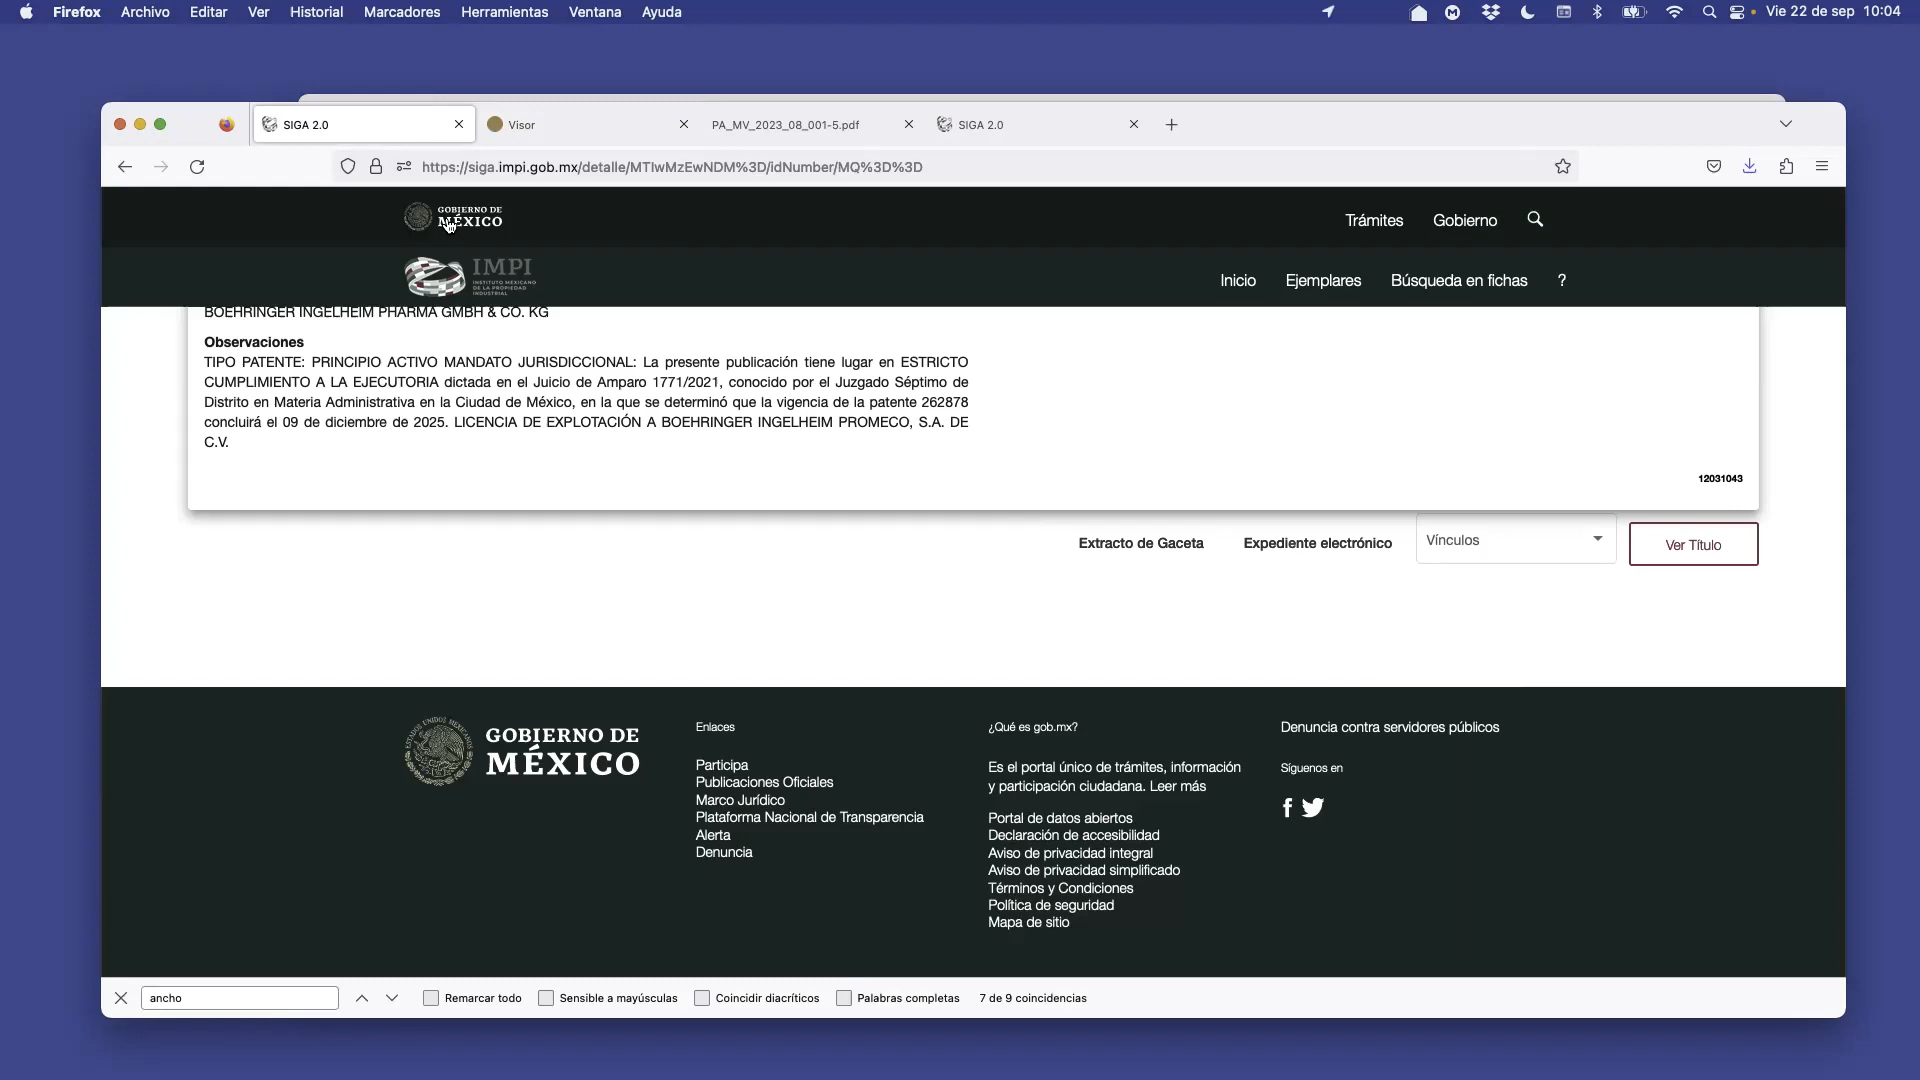 Firefox Archivo Editar Ver Historial Marcadores Herramientas Ventana Ayuda Vie 22 de sep 10:04
SIGA 2.0 Visor PA_MV_2023_08_001-5.pdf SIGA 2.0
https://siga.impi.gob.mx/detalle/MTIwMzEwNDM%3D/idNumber/MQ%3D%3D
GOBIERNO DE
MÉXICO
Trámites Gobierno
IMPI
INSTITUTO MEXICANO
DE LA PROPIEDAD
INDUSTRIAL
Inicio Ejemplares Búsqueda en fichas ?
BOEHRINGER INGELHEIM PHARMA GMBH & CO. KG
Observaciones
TIPO PATENTE: PRINCIPIO ACTIVO MANDATO JURISDICCIONAL: La presente publicación tiene lugar en ESTRICTO
CUMPLIMIENTO A LA EJECUTORIA dictada en el Juicio de Amparo 1771/2021, conocido por el Juzgado Séptimo de
Distrito en Materia Administrativa en la Ciudad de México, en la que se determinó que la vigencia de la patente 262878
concluirá el 09 de diciembre de 2025. LICENCIA DE EXPLOTACIÓN A BOEHRINGER INGELHEIM PROMECO, S.A. DE
C.V.
12031043
Extracto de Gaceta Expediente electrónico Vínculos Ver Título
ESTADOS UNIDOS MEXICANOS
GOBIERNO DE
MÉXICO
Enlaces
Participa
Publicaciones Oficiales
Marco Jurídico
Plataforma Nacional de Transparencia
Alerta
Denuncia
¿Qué es gob.mx?
Es el portal único de trámites, información
y participación ciudadana. Leer más
Portal de datos abiertos
Declaración de accesibilidad
Aviso de privacidad integral
Aviso de privacidad simplificado
Términos y Condiciones
Política de seguridad
Mapa de sitio
Denuncia contra servidores públicos
Síguenos en
ancho Remarcar todo Sensible a mayúsculas Coincidir diacríticos Palabras completas 7 de 9 coincidencias